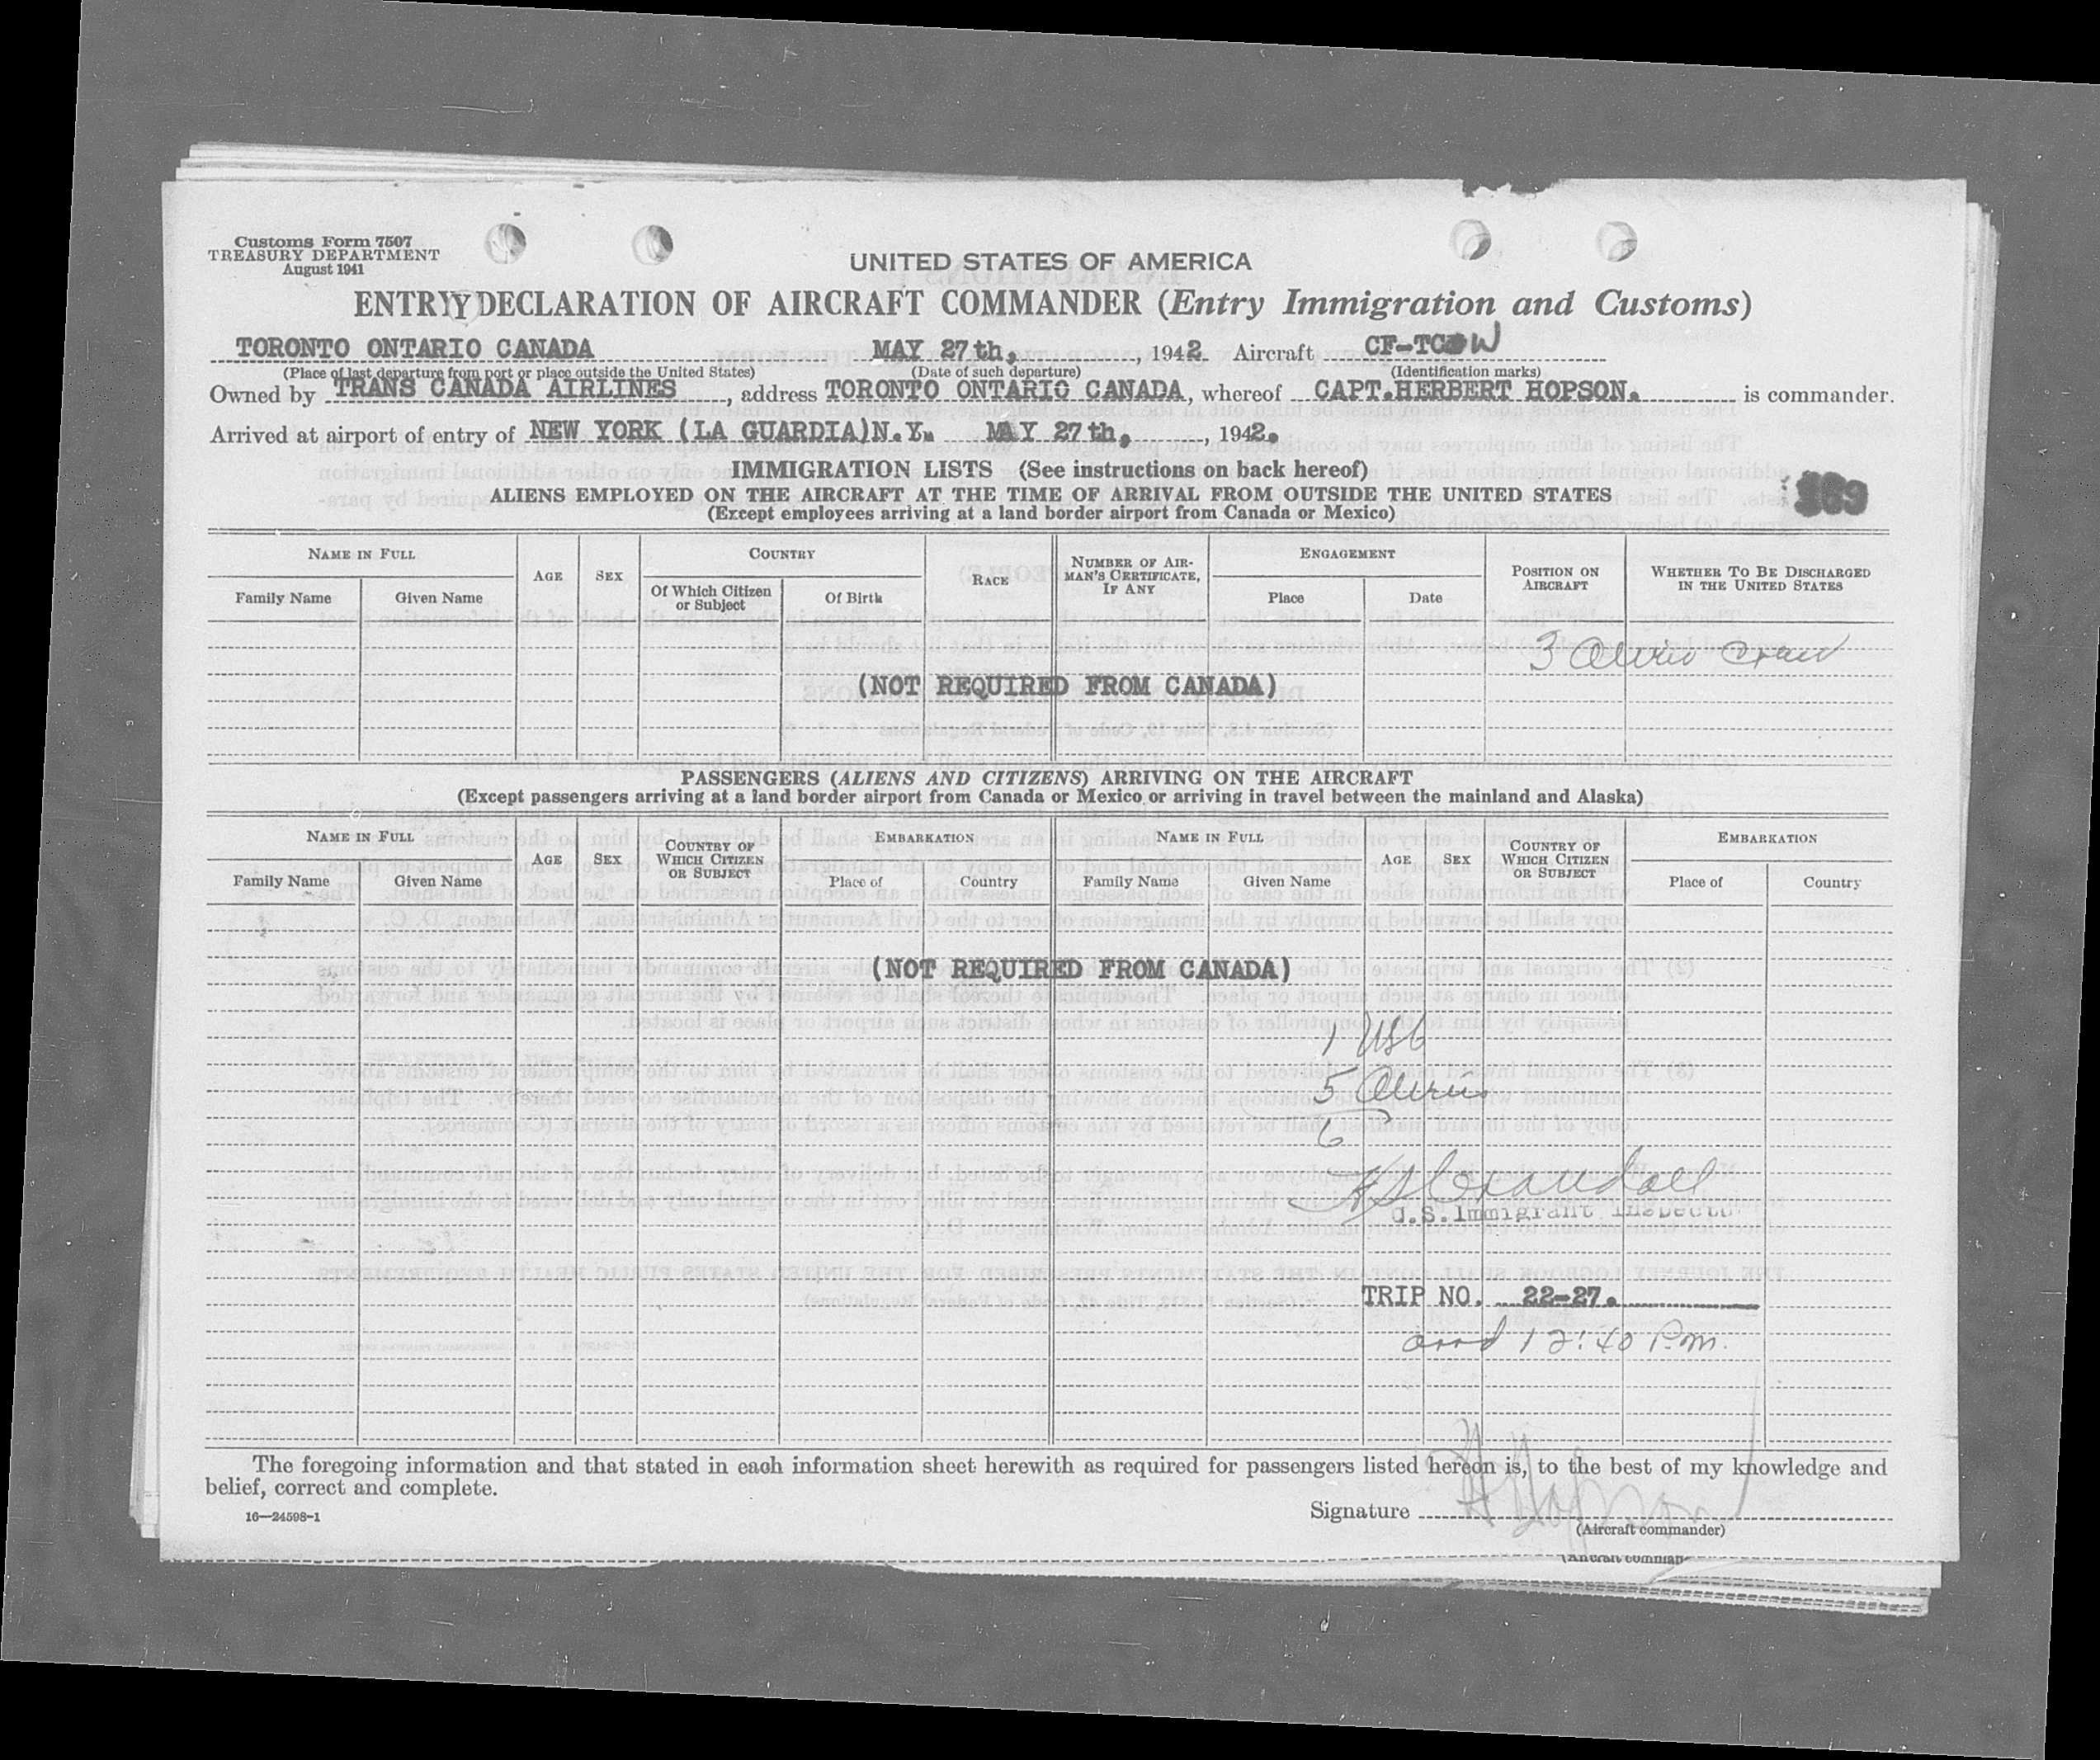 Customs Form 7507
TREASURY DEPARTMENT
August 1941
UNITED STATES OF AMERICA
ENTRY DECLARATION OF AIRCRAFT COMMANDER (Entry Immigration and Customs)
TORONTO ONTARIO CANADA MAY 27th, 1942 Aircraft CF-TCW
(Place of last departure from port or place outside the United States) (Date of such departure) (Identification marks)
Owned by TRANS CANADA AIRLINES, address TORONTO ONTARIO CANADA, whereof CAPT.HERBERT HOPSON. is commander.
Arrived at airport of entry of NEW YORK (LA GUARDIA)N.Y. MAY 27th, 1942.
IMMIGRATION LISTS (See instructions on back hereof)
ALIENS EMPLOYED ON THE AIRCRAFT AT THE TIME OF ARRIVAL FROM OUTSIDE THE UNITED STATES
(Except employees arriving at a land border airport from Canada or Mexico)
NAME IN FULL AGE SEX COUNTRY RACE NUMBER OF AIRMAN'S CERTIFICATE, IF ANY ENGAGEMENT POSITION ON AIRCRAFT WHETHER TO BE DISCHARGED IN THE UNITED STATES
Family Name Given Name Of Which Citizen or Subject Of Birth Place Date
3 Aliens Crew
(NOT REQUIRED FROM CANADA)
PASSENGERS (ALIENS AND CITIZENS) ARRIVING ON THE AIRCRAFT
(Except passengers arriving at a land border airport from Canada or Mexico or arriving in travel between the mainland and Alaska)
NAME IN FULL AGE SEX COUNTRY OF WHICH CITIZEN OR SUBJECT EMBARKATION NAME IN FULL AGE SEX COUNTRY OF WHICH CITIZEN OR SUBJECT EMBARKATION
Family Name Given Name Place of Country Family Name Given Name Place of Country
(NOT REQUIRED FROM CANADA)
1 USC
5 Aliens
6
Crandall
U.S. Immigrant Inspector
TRIP NO. 22-27.
arrd 12:40 P.m.
The foregoing information and that stated in each information sheet herewith as required for passengers listed hereon is, to the best of my knowledge and
belief, correct and complete.
16—24598-1
Signature H Hopson
(Aircraft commander)